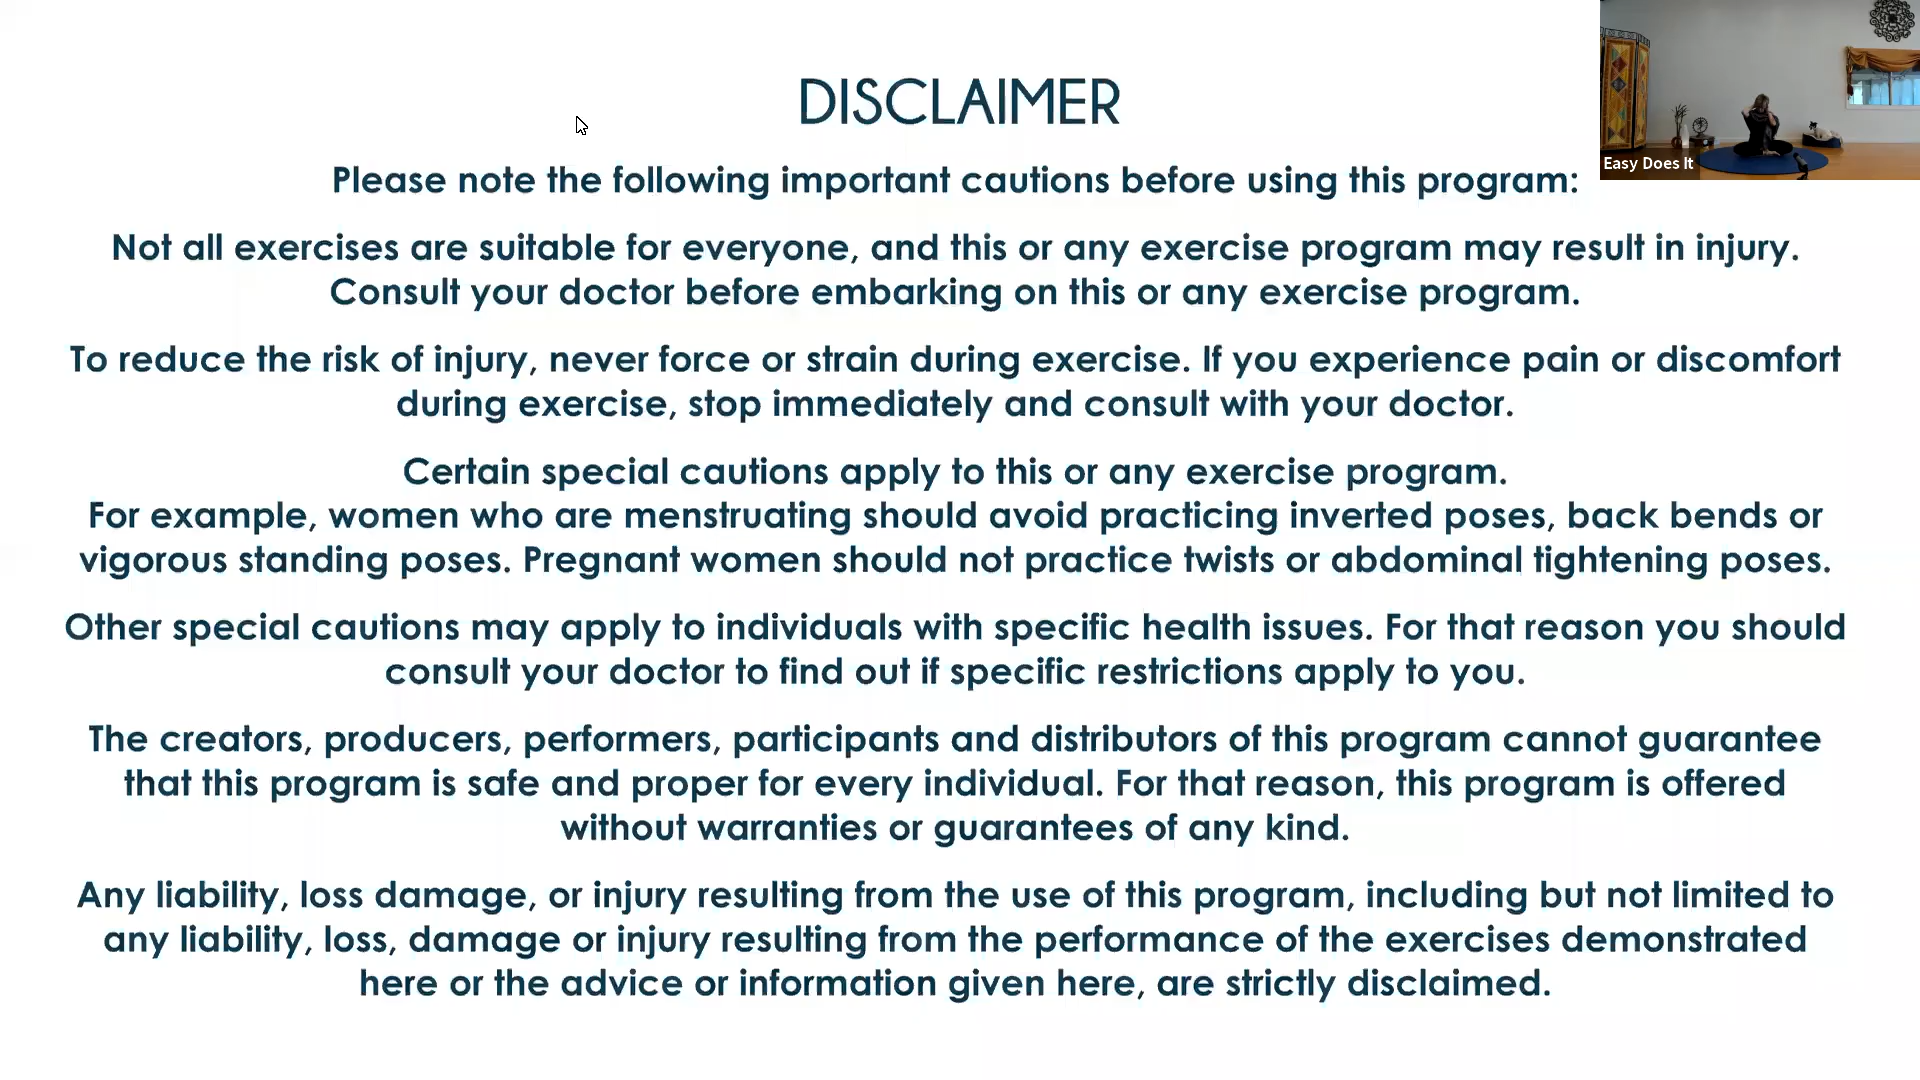 DISCLAIMER
Easy Does It
Please note the following important cautions before using this program:
Not all exercises are suitable for everyone, and this or any exercise program may result in injury.
Consult your doctor before embarking on this or any exercise program.
To reduce the risk of injury, never force or strain during exercise. If you experience pain or discomfort
during exercise, stop immediately and consult with your doctor.
Certain special cautions apply to this or any exercise program.
For example, women who are menstruating should avoid practicing inverted poses, back bends or
vigorous standing poses. Pregnant women should not practice twists or abdominal tightening poses.
Other special cautions may apply to individuals with specific health issues. For that reason you should
consult your doctor to find out if specific restrictions apply to you.
The creators, producers, performers, participants and distributors of this program cannot guarantee
that this program is safe and proper for every individual. For that reason, this program is offered
without warranties or guarantees of any kind.
Any liability, loss damage, or injury resulting from the use of this program, including but not limited to
any liability, loss, damage or injury resulting from the performance of the exercises demonstrated
here or the advice or information given here, are strictly disclaimed.